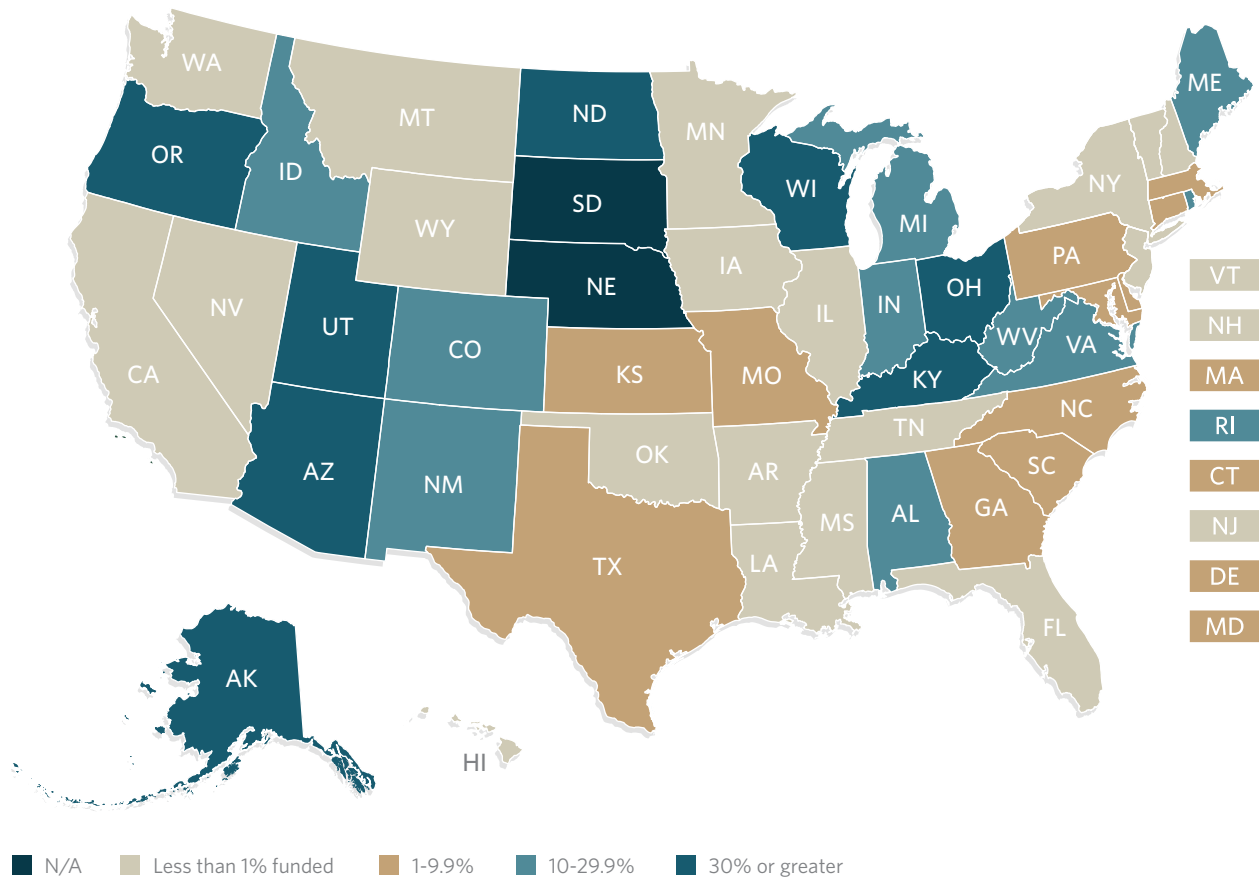 WA
MT
ND
MN
ME
OR
ID
SD
WI
NY
MI
WY
NE
IA
PA
NV
UT
CO
IL
IN
OH
WV
VA
CA
KS
MO
KY
NC
AZ
NM
OK
TN
AR
SC
MS
AL
GA
TX
LA
FL
AK
HI
VT
NH
MA
RI
CT
NJ
DE
MD
N/A Less than 1% funded 1-9.9% 10-29.9% 30% or greater